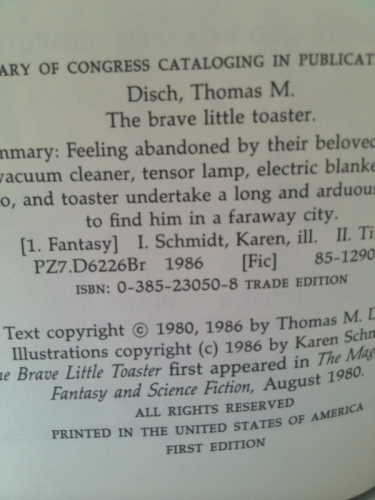 ARY OF CONGRESS CATALOGING IN PUBLICAT
Disch, Thomas M.
The brave little toaster.
mmary: Feeling abandoned by their beloved
vacuum cleaner, tensor lamp, electric blanke
o, and toaster undertake a long and arduous
to find him in a faraway city.
[1. Fantasy] I. Schmidt, Karen, ill. II. Ti
PZ7.D6226Br 1986 [Fic] 85-1290
ISBN: 0-385-23050-8 TRADE EDITION
Text copyright © 1980, 1986 by Thomas M. D
Illustrations copyright (c) 1986 by Karen Schm
he Brave Little Toaster first appeared in The Mag
Fantasy and Science Fiction, August 1980.
ALL RIGHTS RESERVED
PRINTED IN THE UNITED STATES OF AMERICA
FIRST EDITION